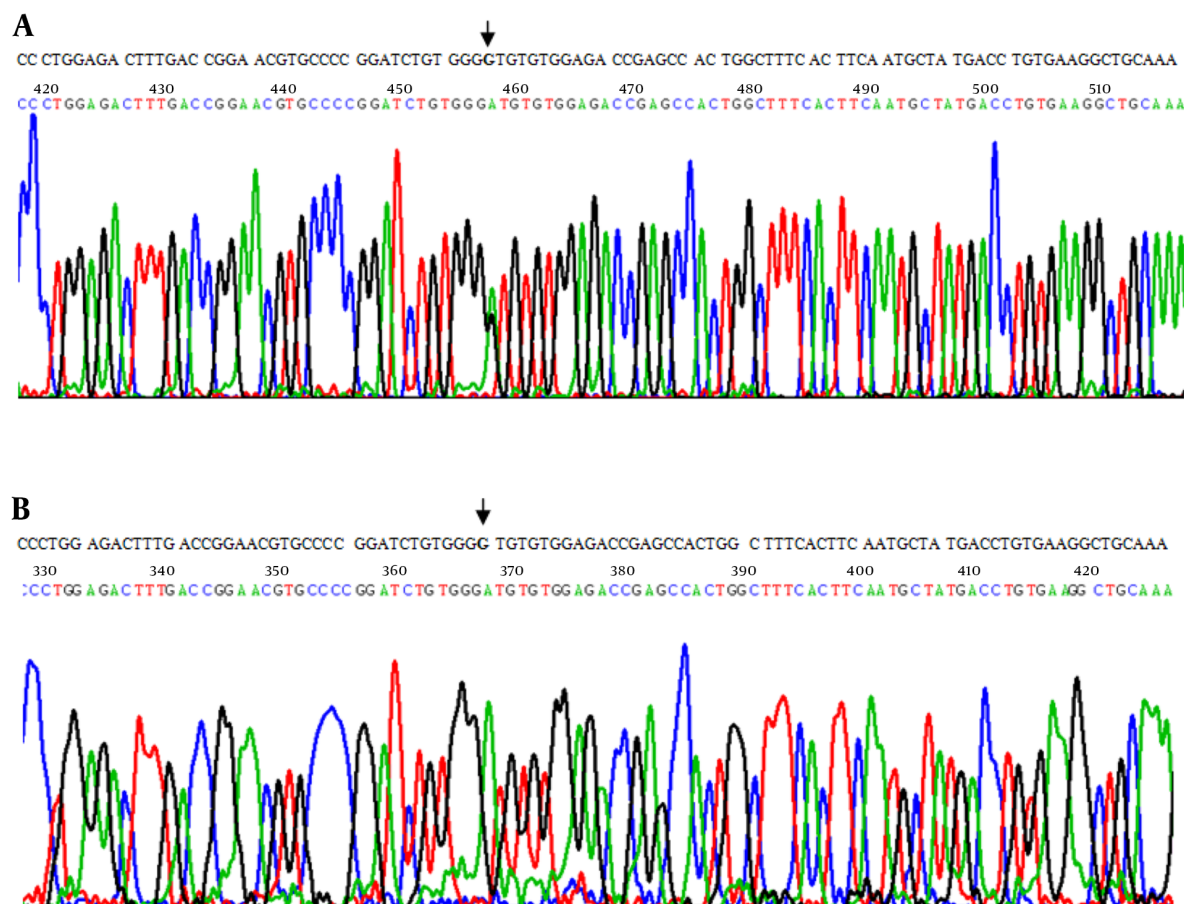 A
CC CTGGAGA CTTTGAC CGGA ACGTGCCCC GGATCTGT GGGGTGTGTGGAGA CCGAGCC AC TGGCTTTC AC TTCA ATGCTA TGACC TGTGAAGGCTGCAAA
420 430 440 450 460 470 480 490 500 510
CCCTGGAGACTTTGACCGGAACGTGCCCCGGATCTGTGGGATGTGTGGAGACCGAGCCACTGGCTTTCACTTCAATGCTATGACCTGTGAAGGCTGCAAA
B
CCCTGG AGACTTTG ACCGGAACGTGCCCC GGATCTGTGGGG TGTGTGGAGACCGAGCCACTGG C TTTCACTTC AATGCTA TGACCTGTGAAGGCTGCAAA
330 340 350 360 370 380 390 400 410 420
CCCTGGAGACTTTGACCGGAACGTGCCCCGGATCTGTGGGATGTGTGGAGACCGAGCCACTGGCTTTCACTTCAATGCTATGACCTGTGAAGG CTGCAAA